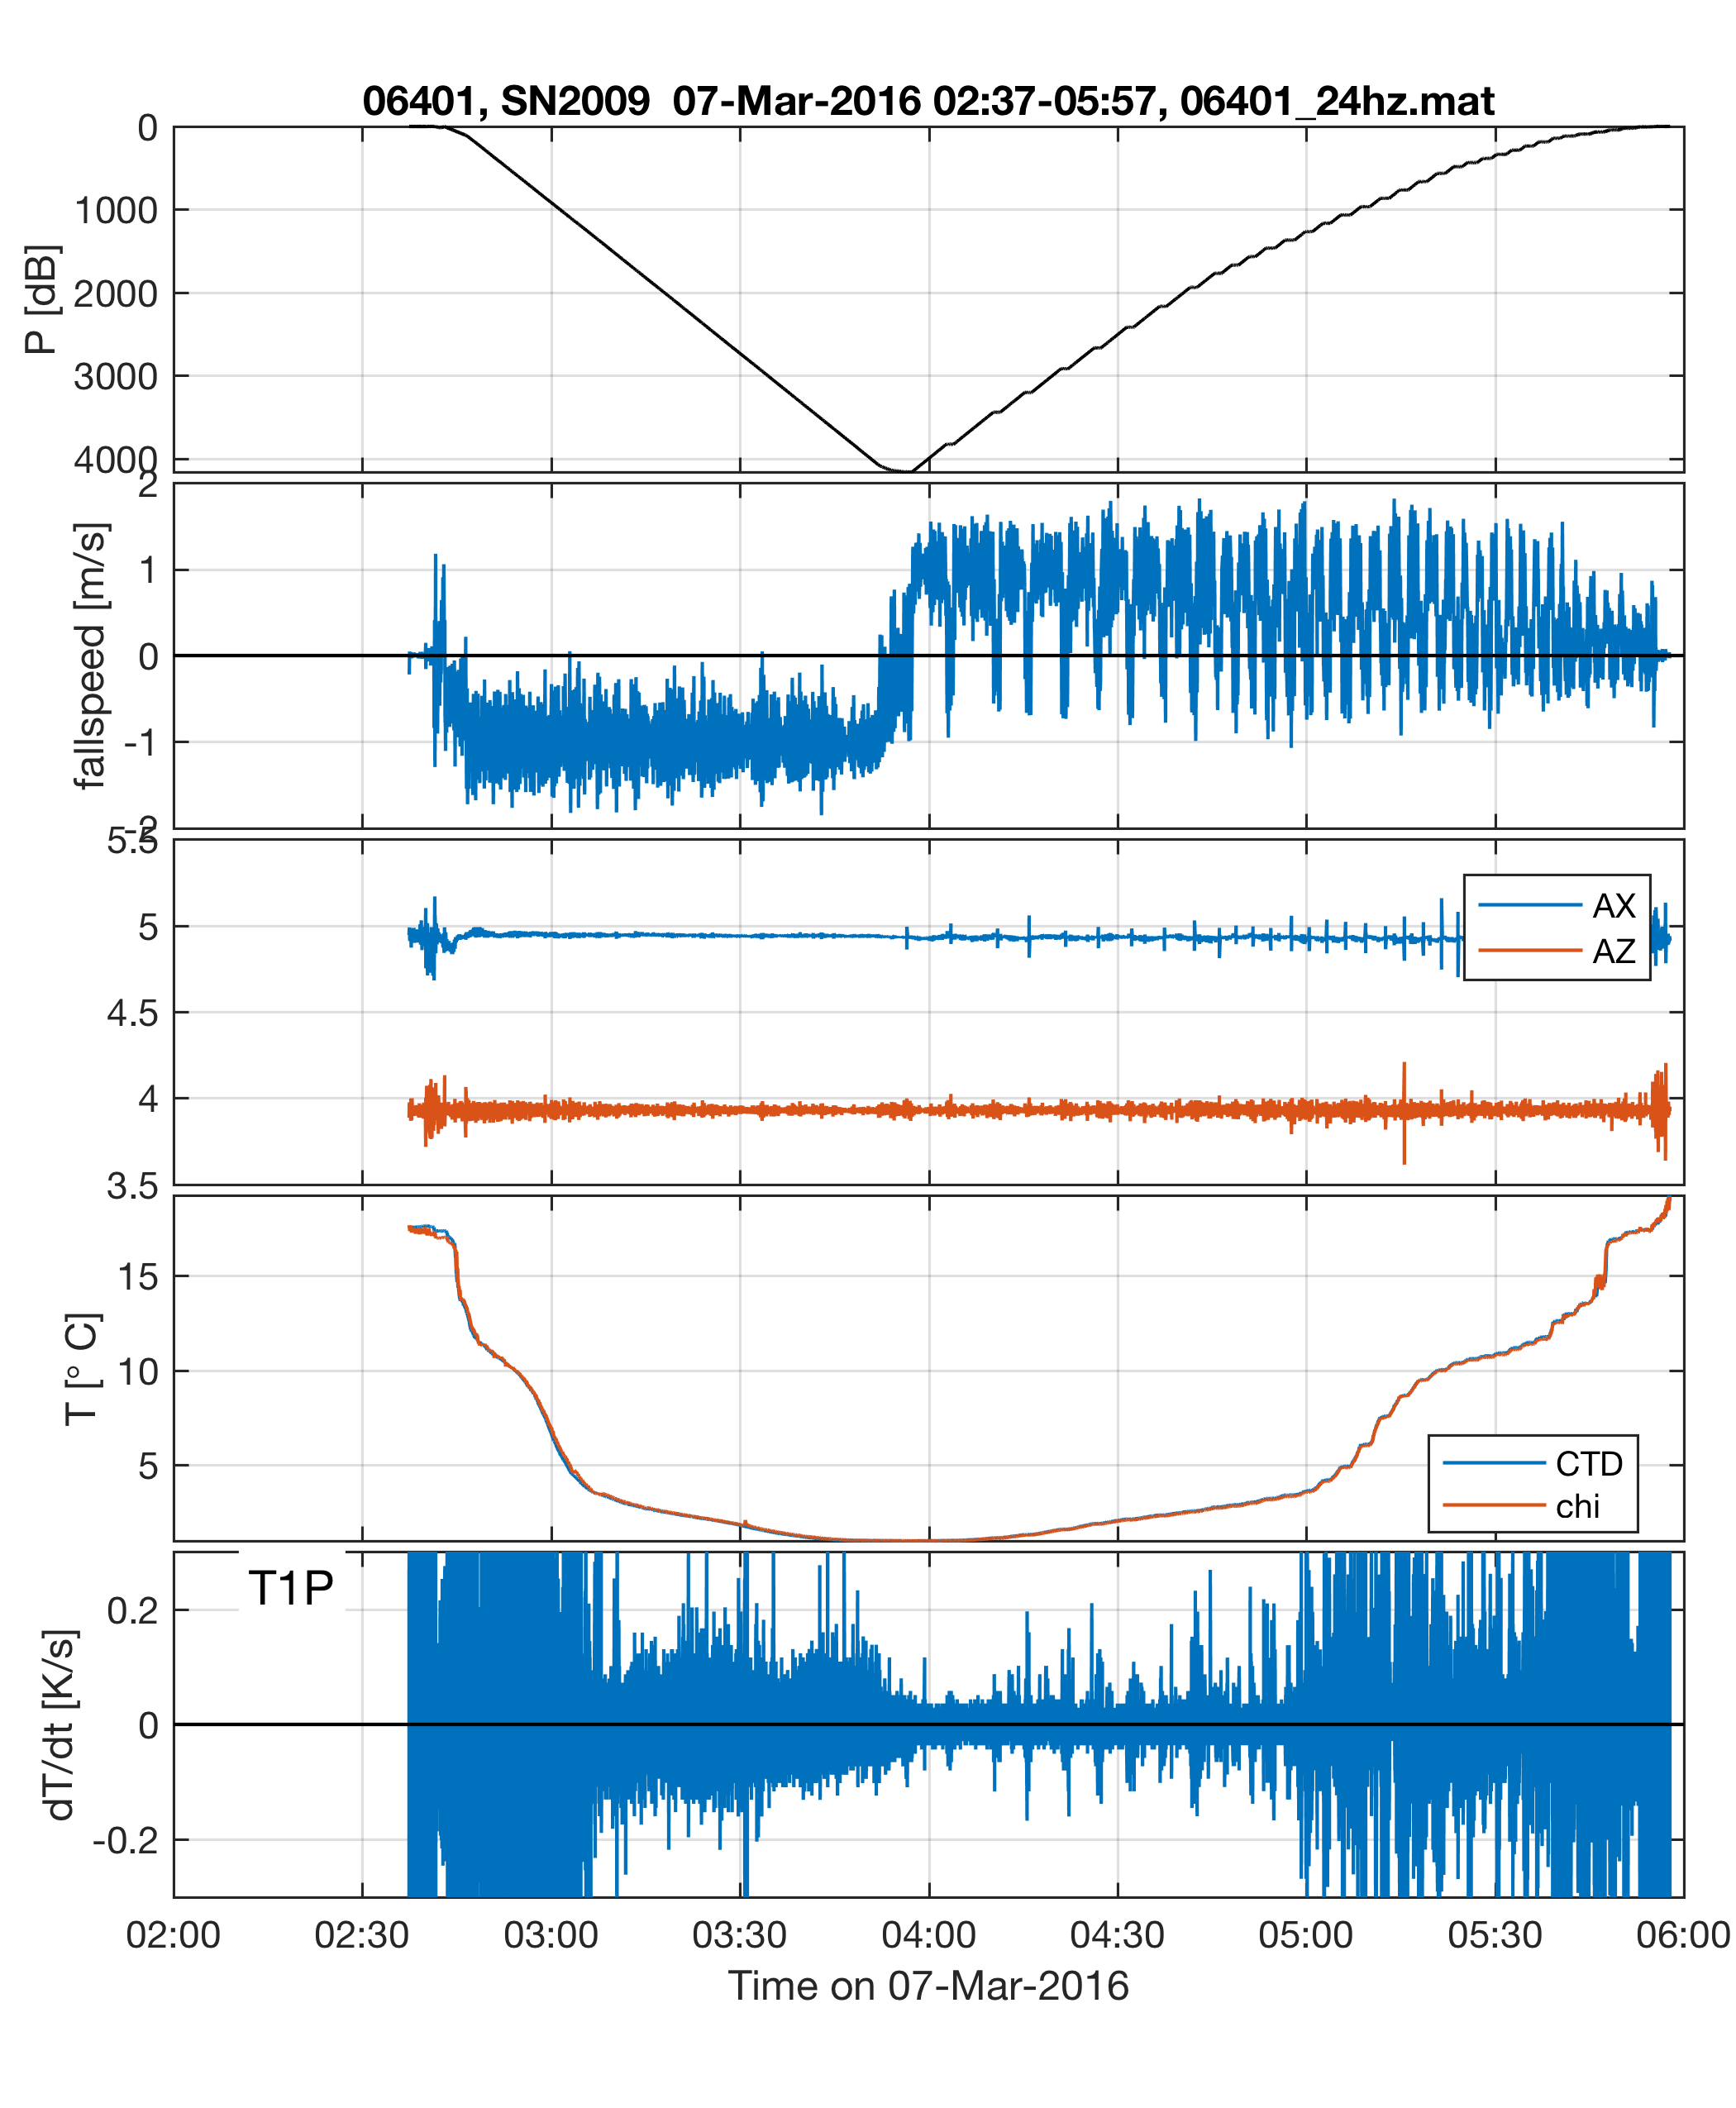 06401, SN2009  07-Mar-2016 02:37-05:57, 06401_24hz.mat
0
1000
2000
3000
4000
P [dB]
2
1
0
-1
-2
fallspeed [m/s]
5.5
5
4.5
4
3.5
AX
AZ
15
10
5
T [° C]
CTD
chi
T1P
0.2
0
-0.2
dT/dt [K/s]
02:00 02:30 03:00 03:30 04:00 04:30 05:00 05:30 06:00
Time on 07-Mar-2016